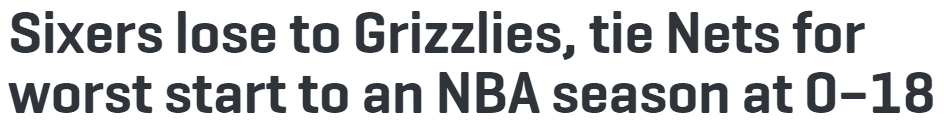 Sixers lose to Grizzlies, tie Nets for
worst start to an NBA season at 0–18